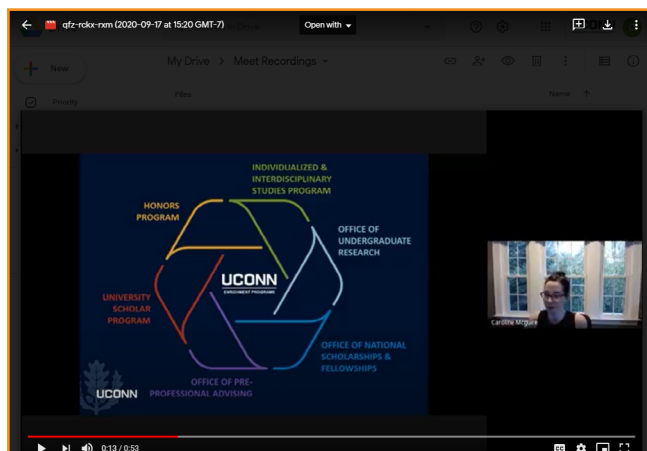 qfz-rckx-rxm (2020-09-17 at 15:20 GMT-7)
Open with
New
My Drive > Meet Recordings
Priority
Files
Name
INDIVIDUALIZED &
INTERDISCIPLINARY
STUDIES PROGRAM
HONORS
PROGRAM
OFFICE OF
UNDERGRADUATE
RESEARCH
UCONN
ENRICHMENT PROGRAMS
UNIVERSITY
SCHOLAR
PROGRAM
OFFICE OF NATIONAL
SCHOLARSHIPS &
FELLOWSHIPS
OFFICE OF PRE-
PROFESSIONAL ADVISING
UCONN
Caroline Mcguire
0:13 / 0:53